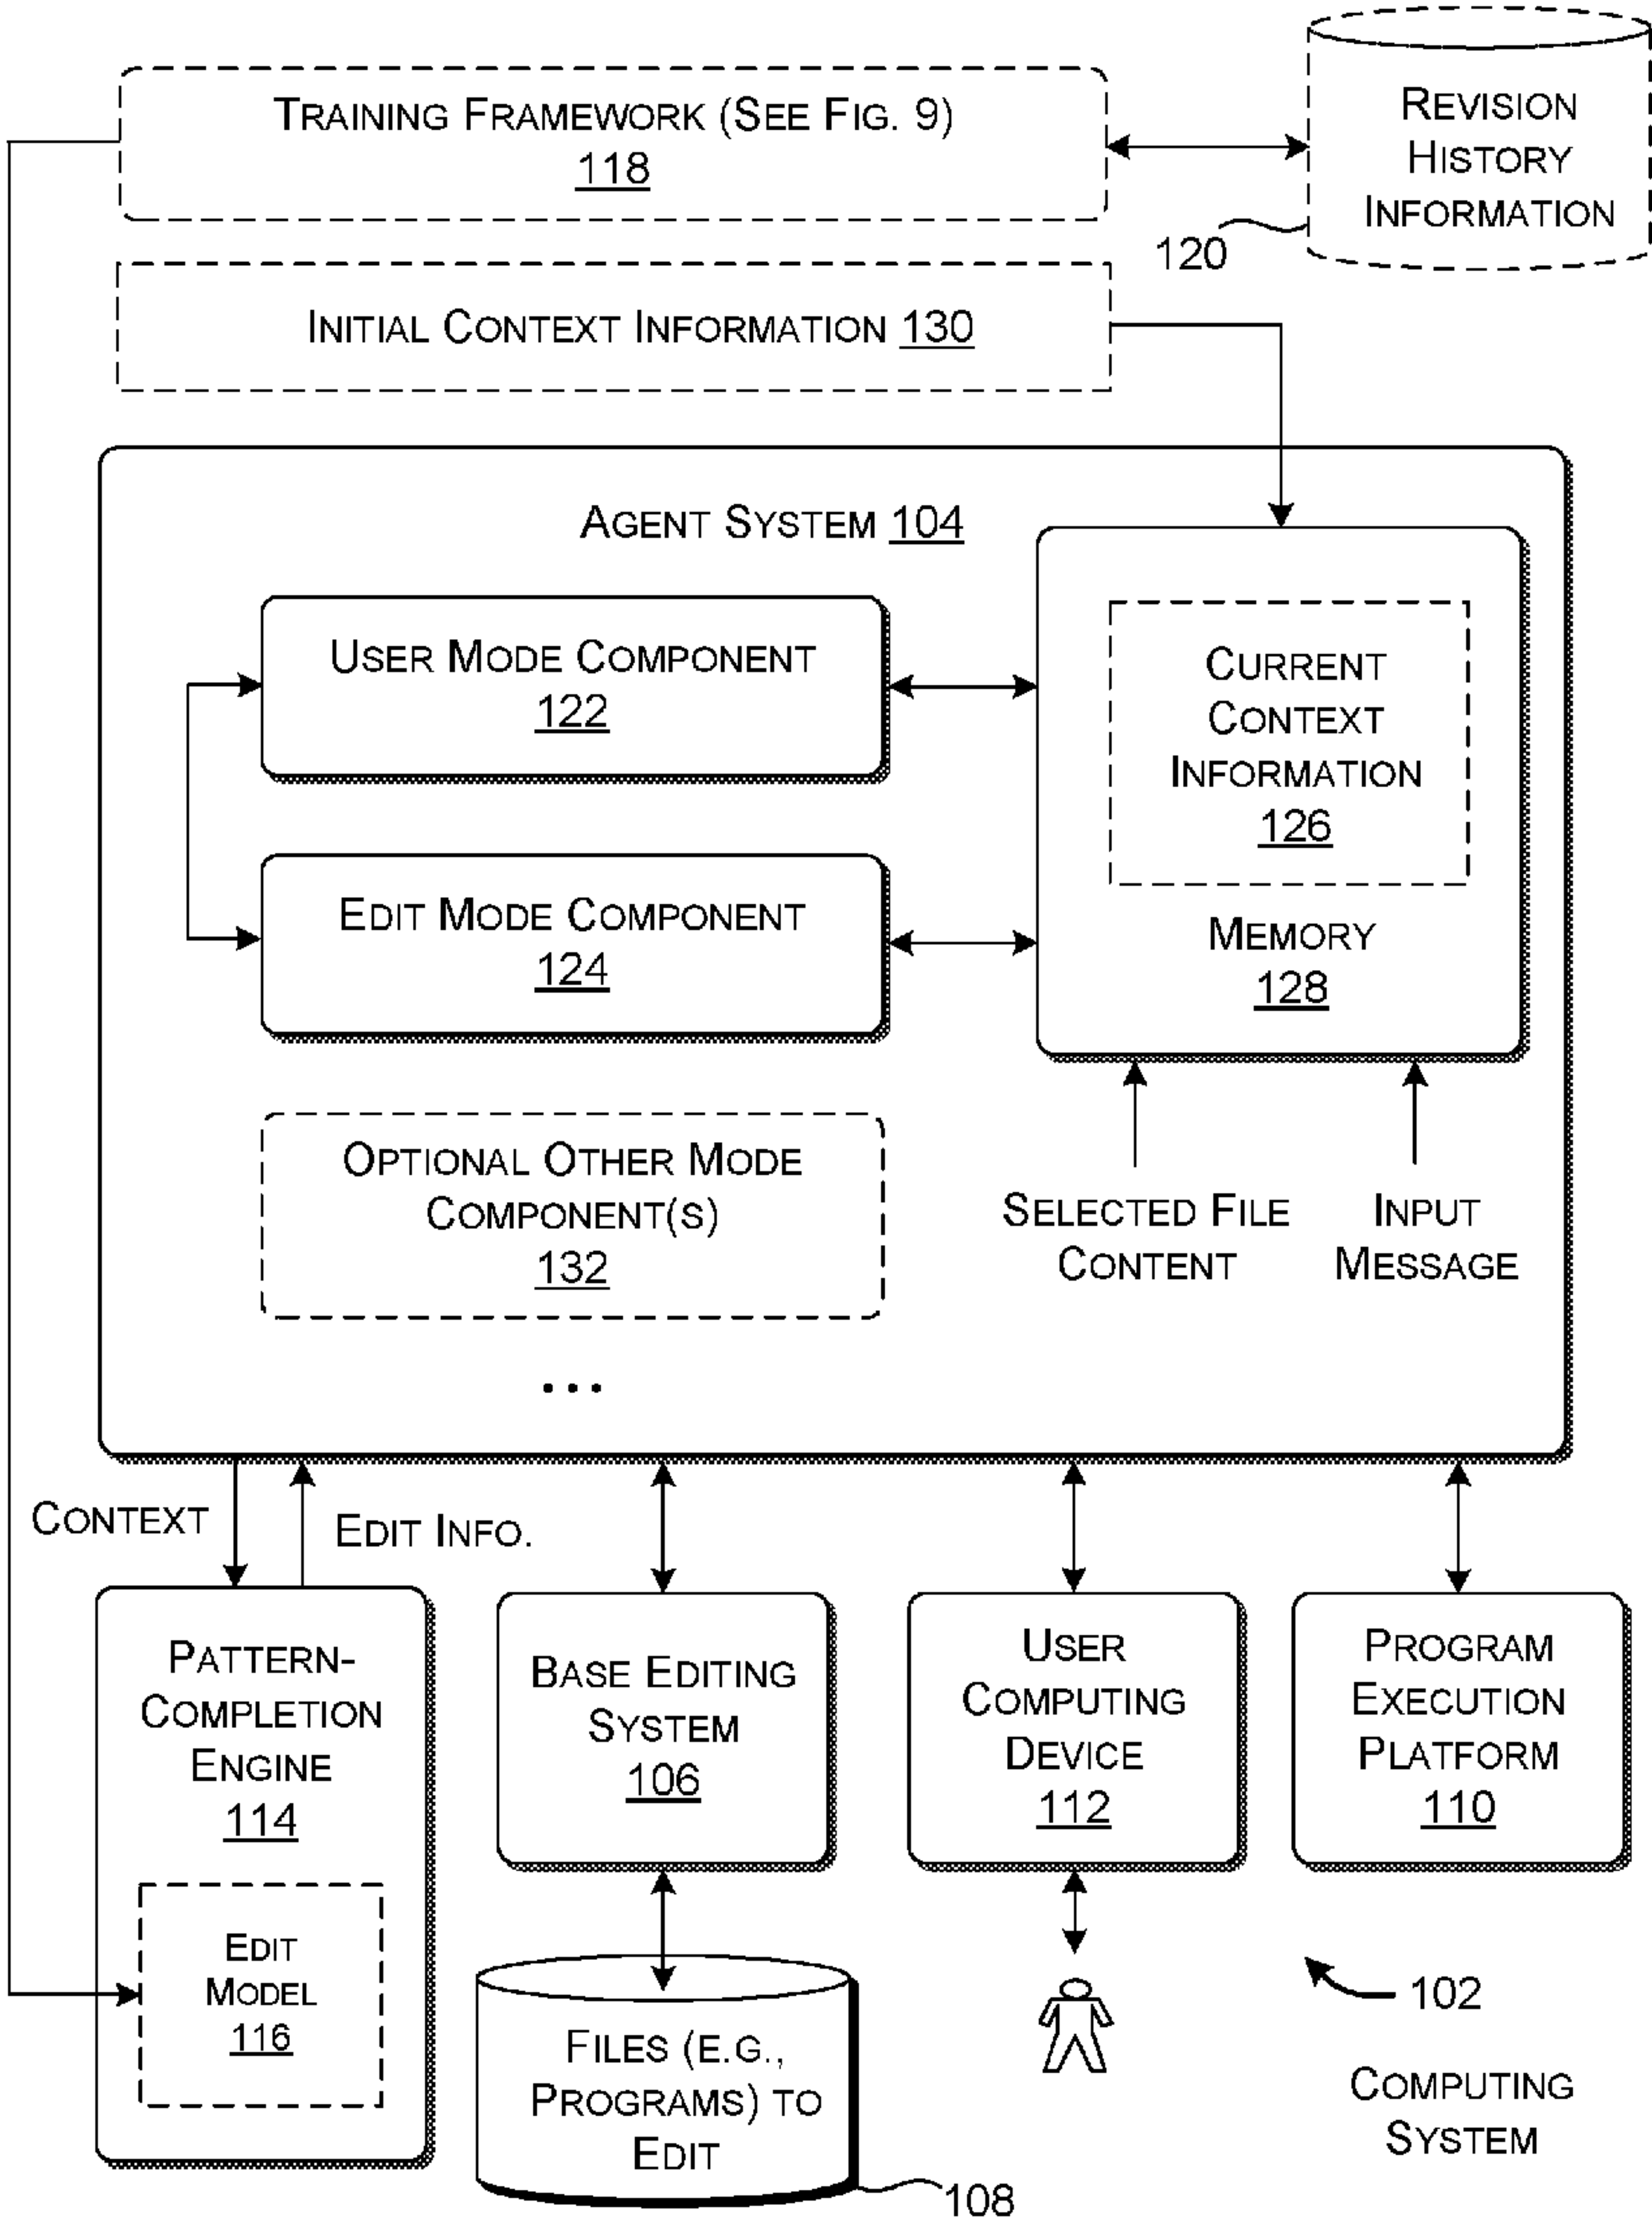 TRAINING FRAMEWORK (SEE FIG. 9)
118
REVISION
HISTORY
INFORMATION
120
INITIAL CONTEXT INFORMATION 130
AGENT SYSTEM 104
USER MODE COMPONENT
122
EDIT MODE COMPONENT
124
CURRENT
CONTEXT
INFORMATION
126
MEMORY
128
OPTIONAL OTHER MODE
COMPONENT(S)
132
...
SELECTED FILE
CONTENT
INPUT
MESSAGE
CONTEXT
EDIT INFO.
PATTERN-
COMPLETION
ENGINE
114
EDIT
MODEL
116
BASE EDITING
SYSTEM
106
USER
COMPUTING
DEVICE
112
PROGRAM
EXECUTION
PLATFORM
110
FILES (E.G.,
PROGRAMS) TO
EDIT
108
102
COMPUTING
SYSTEM